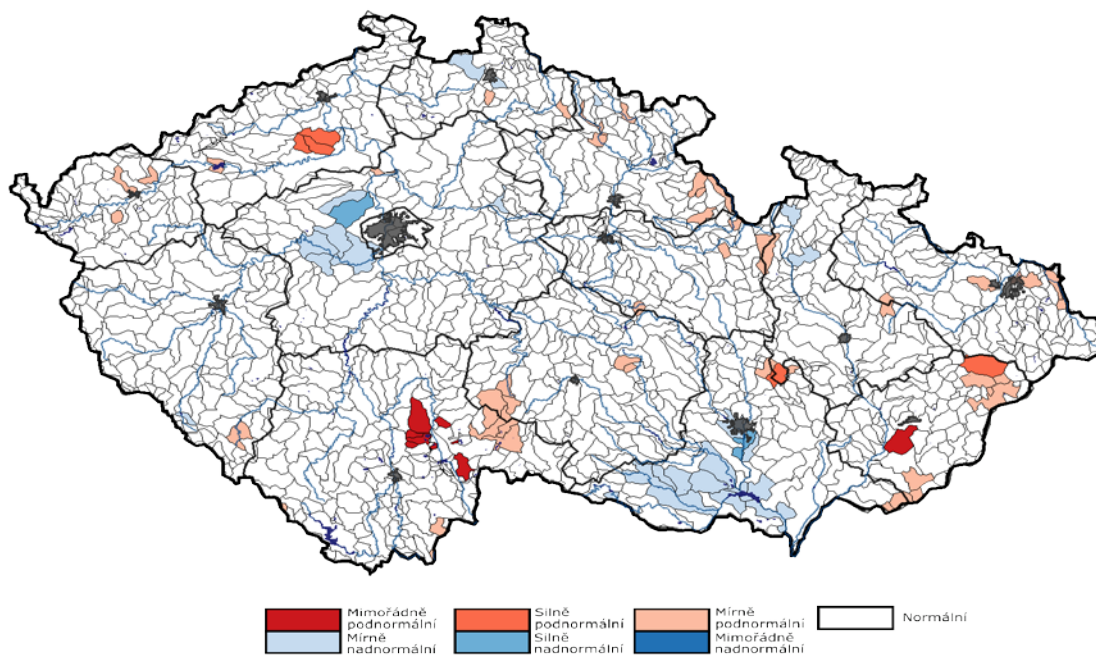 Mimořádně
podnormální
Silně
podnormální
Mírně
podnormální
Normální
Mírně
nadnormální
Silně
nadnormální
Mimořádně
nadnormální